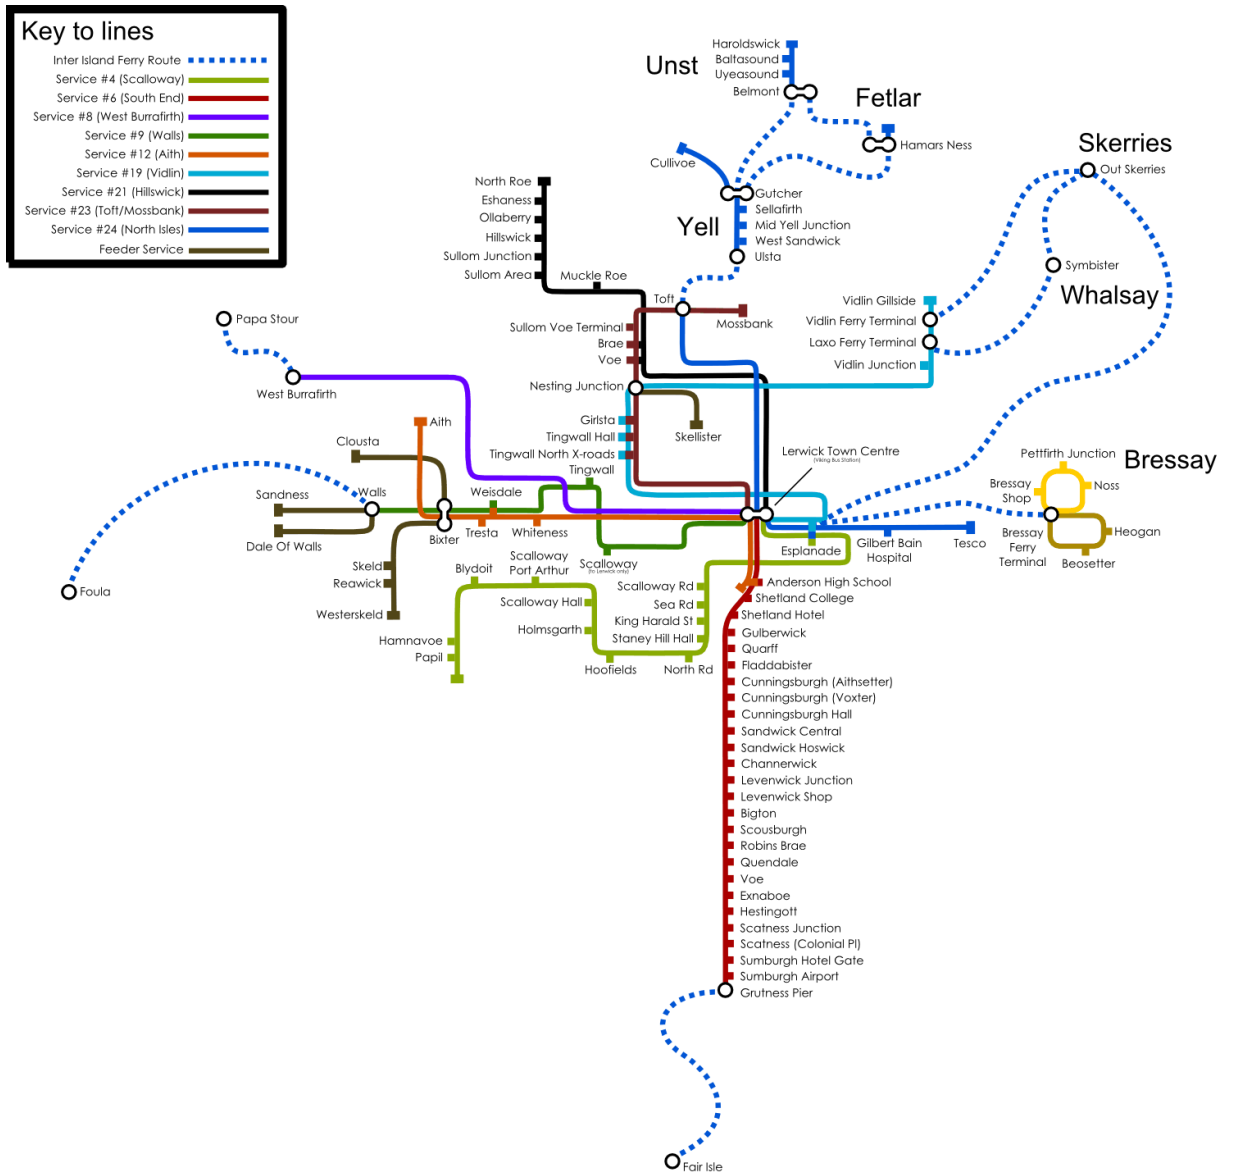 Key to lines
Inter Island Ferry Route
Service #4 (Scalloway)
Service #6 (South End)
Service #8 (West Burrafirth)
Service #9 (Walls)
Service #12 (Aith)
Service #19 (Vidlin)
Service #21 (Hillswick)
Service #23 (Toft/Mossbank)
Service #24 (North Isles)
Feeder Service
Unst
Haroldswick
Baltasound
Uyeasound
Belmont
Fetlar
Hamars Ness
Skerries
Out Skerries
Cullivoe
Gutcher
Yell
Sellafirth
Mid Yell Junction
West Sandwick
Ulsta
Symbister
Whalsay
North Roe
Eshaness
Ollaberry
Hillswick
Sullom Junction
Sullom Area
Muckle Roe
Toft
Mossbank
Sullom Voe Terminal
Brae
Voe
Nesting Junction
Vidlin Gillside
Vidlin Ferry Terminal
Laxo Ferry Terminal
Vidlin Junction
Papa Stour
West Burrafirth
Aith
Clousta
Girlsta
Tingwall Hall
Tingwall North X-roads
Tingwall
Skellister
Lerwick Town Centre
(Viking Bus Station)
Pettfirth Junction
Bressay
Bressay
Shop
Noss
Bressay
Ferry
Terminal
Heogan
Beosetter
Sandness
Walls
Dale Of Walls
Weisdale
Bixter
Tresta
Whiteness
Scalloway
(to Lerwick only)
Esplanade
Gilbert Bain
Hospital
Tesco
Foula
Skeld
Reawick
Westerskeld
Blydoit
Scalloway
Port Arthur
Scalloway Hall
Holmsgarth
Hamnavoe
Papil
Hoofields
North Rd
Scalloway Rd
Sea Rd
King Harald St
Staney Hill Hall
Anderson High School
Shetland College
Shetland Hotel
Gulberwick
Quarff
Fladdabister
Cunningsburgh (Aithsetter)
Cunningsburgh (Voxter)
Cunningsburgh Hall
Sandwick Central
Sandwick Hoswick
Channerwick
Levenwick Junction
Levenwick Shop
Bigton
Scousburgh
Robins Brae
Quendale
Voe
Exnaboe
Hestingott
Scatness Junction
Scatness (Colonial Pl)
Sumburgh Hotel Gate
Sumburgh Airport
Grutness Pier
Fair Isle